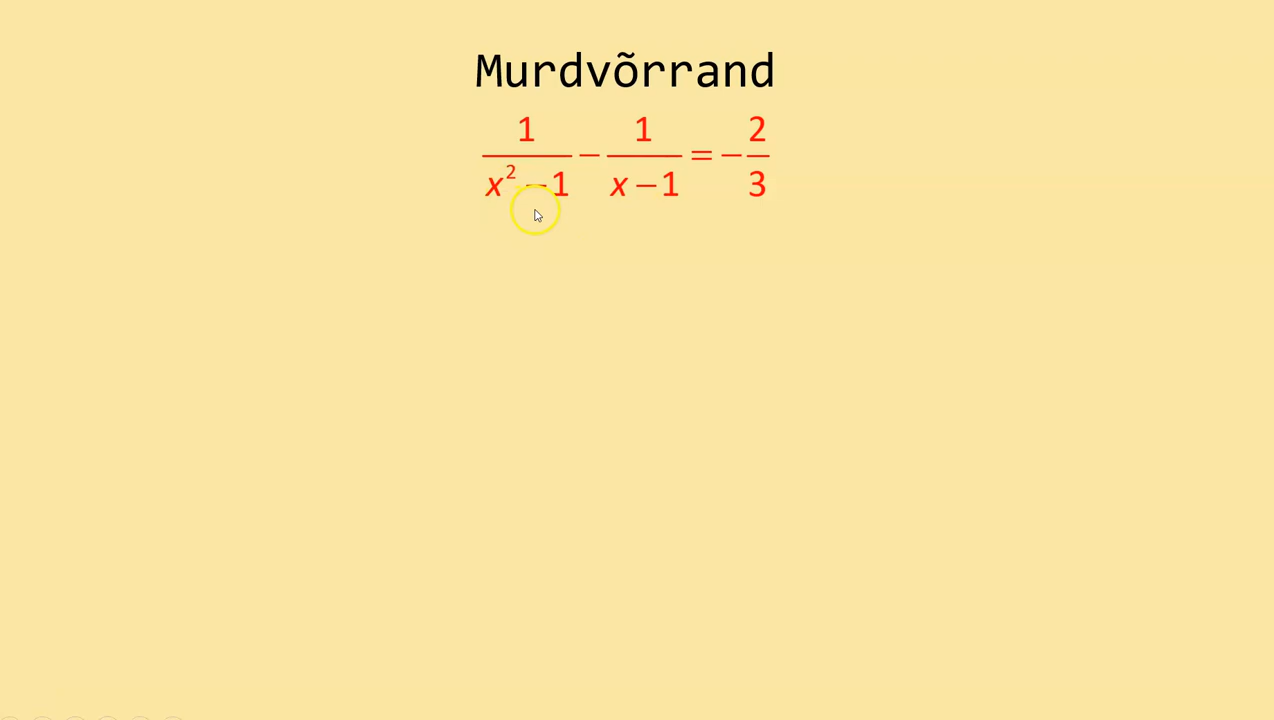 Murdvõrrand
1/(x² − 1) − 1/(x − 1) = − 2/3